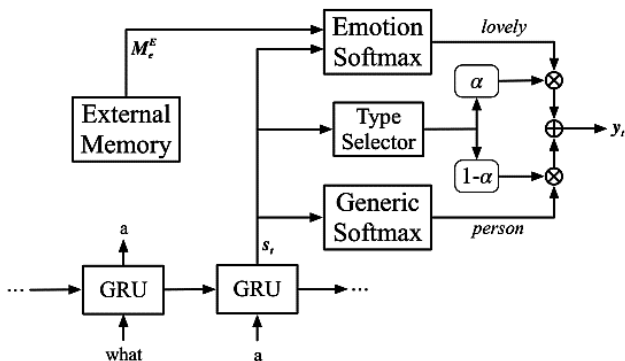 Emotion
Softmax
lovely
M_e^E
External
Memory
α
Type
Selector
y_t
1-α
Generic
Softmax
person
s_t
a
... GRU GRU ...
what
a